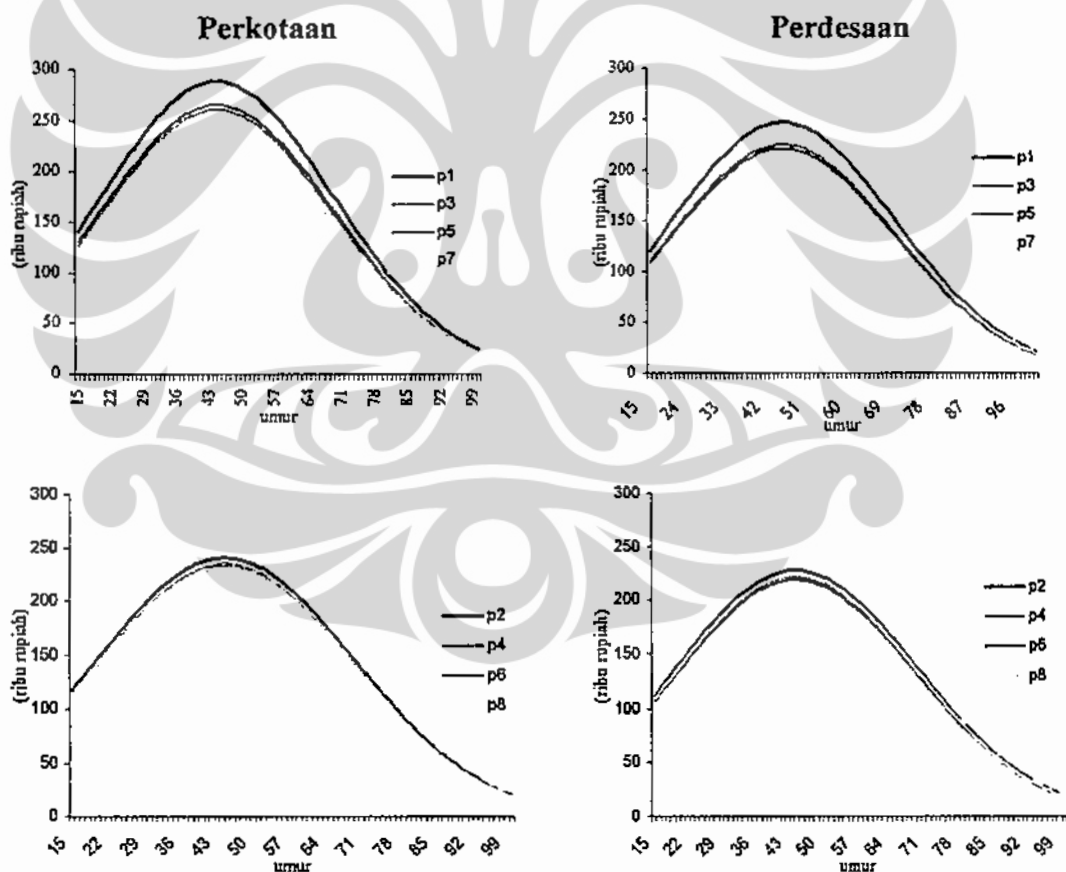 Perkotaan
300
250
200
150
100
50
0
(ribu rupiah)
15 22 29 36 43 50 57 64 71 78 85 92 99
umur
p1
p3
p5
p7
Perdesaan
300
250
200
150
100
50
0
(ribu rupiah)
15 24 33 42 51 60 69 78 87 96
umur
p1
p3
p5
p7
300
250
200
150
100
50
0
(ribu rupiah)
15 22 29 36 43 50 57 64 71 78 85 92 99
umur
p2
p4
p6
p8
300
250
200
150
100
50
0
(ribu rupiah)
15 22 29 36 43 50 57 64 71 78 85 92 99
umur
p2
p4
p6
p8